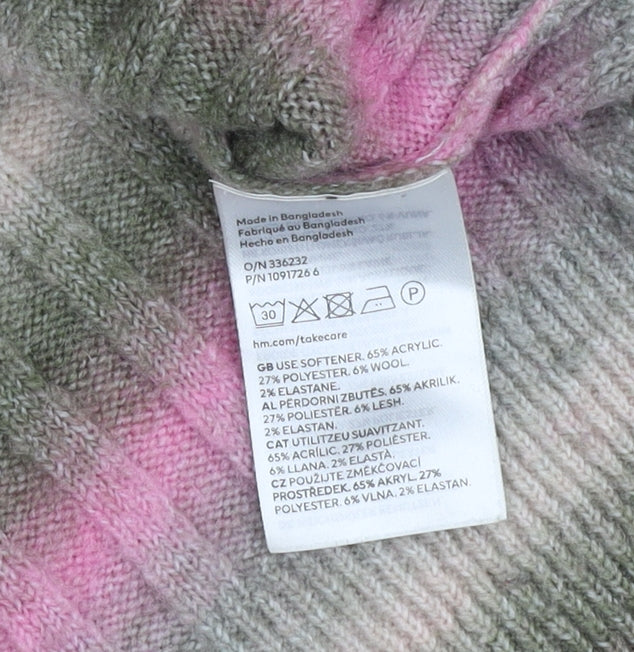 Made in Bangladesh
Fabriqué au Bangladesh
Hecho en Bangladesh
O/N 336232
P/N 1091726 6
30 P
hm.com/takecare
GB USE SOFTENER. 65% ACRYLIC.
27% POLYESTER. 6% WOOL.
2% ELASTANE.
AL PËRDORNI ZBUTËS. 65% AKRILIK.
27% POLIESTËR. 6% LESH.
2% ELASTAN.
CAT UTILITZEU SUAVITZANT.
65% ACRÍLIC. 27% POLIÈSTER.
6% LLANA. 2% ELASTÀ.
CZ POUŽIJTE ZMĚKČOVACÍ
PROSTŘEDEK. 65% AKRYL. 27%
POLYESTER. 6% VLNA. 2% ELASTAN.